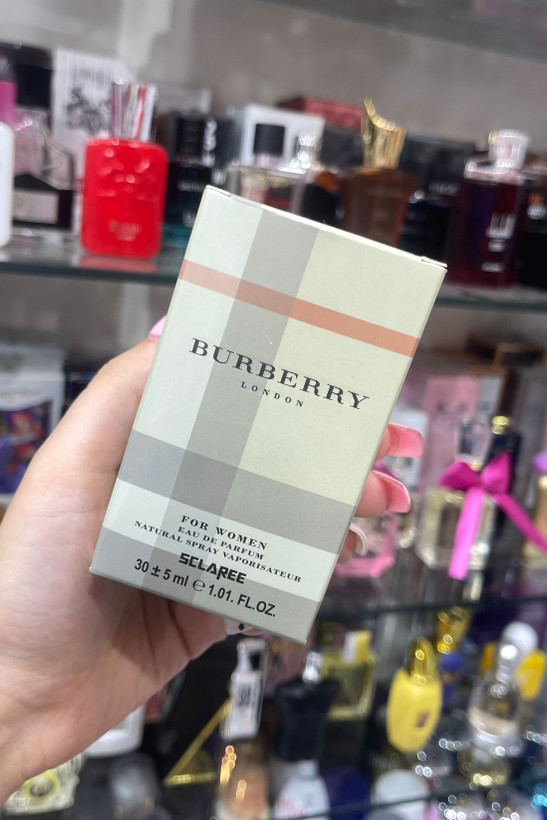 BURBERRY
LONDON
FOR WOMEN
EAU DE PARFUM
NATURAL SPRAY VAPORISATEUR
SCLAREE
30 ± 5 ml ℮ 1.01. FL.OZ.